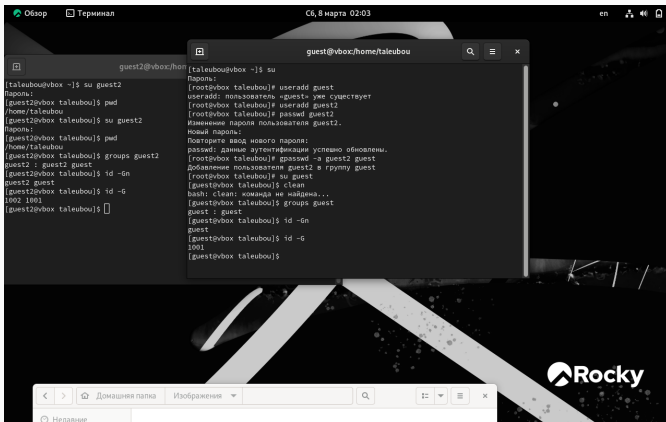 Обзор
Терминал
Сб, 8 марта 02:03
en
guest2@vbox:/hom
[taleubou@vbox ~]$ su guest2
Пароль:
[guest2@vbox taleubou]$ pwd
/home/taleubou
[guest2@vbox taleubou]$ su guest2
Пароль:
[guest2@vbox taleubou]$ pwd
/home/taleubou
[guest2@vbox taleubou]$ groups guest2
guest2 : guest2 guest
[guest2@vbox taleubou]$ id -Gn
guest2 guest
[guest2@vbox taleubou]$ id -G
1002 1001
[guest2@vbox taleubou]$
guest@vbox:/home/taleubou
[taleubou@vbox ~]$ su
Пароль:
[root@vbox taleubou]# useradd guest
useradd: пользователь «guest» уже существует
[root@vbox taleubou]# useradd guest2
[root@vbox taleubou]# passwd guest2
Изменение пароля пользователя guest2.
Новый пароль:
Повторите ввод нового пароля:
passwd: данные аутентификации успешно обновлены.
[root@vbox taleubou]# gpasswd -a guest2 guest
Добавление пользователя guest2 в группу guest
[root@vbox taleubou]# su guest
[guest@vbox taleubou]$ clean
bash: clean: команда не найдена...
[guest@vbox taleubou]$ groups guest
guest : guest
[guest@vbox taleubou]$ id -Gn
guest
[guest@vbox taleubou]$ id -G
1001
[guest@vbox taleubou]$
Rocky
Домашняя папка
Изображения
Недавние